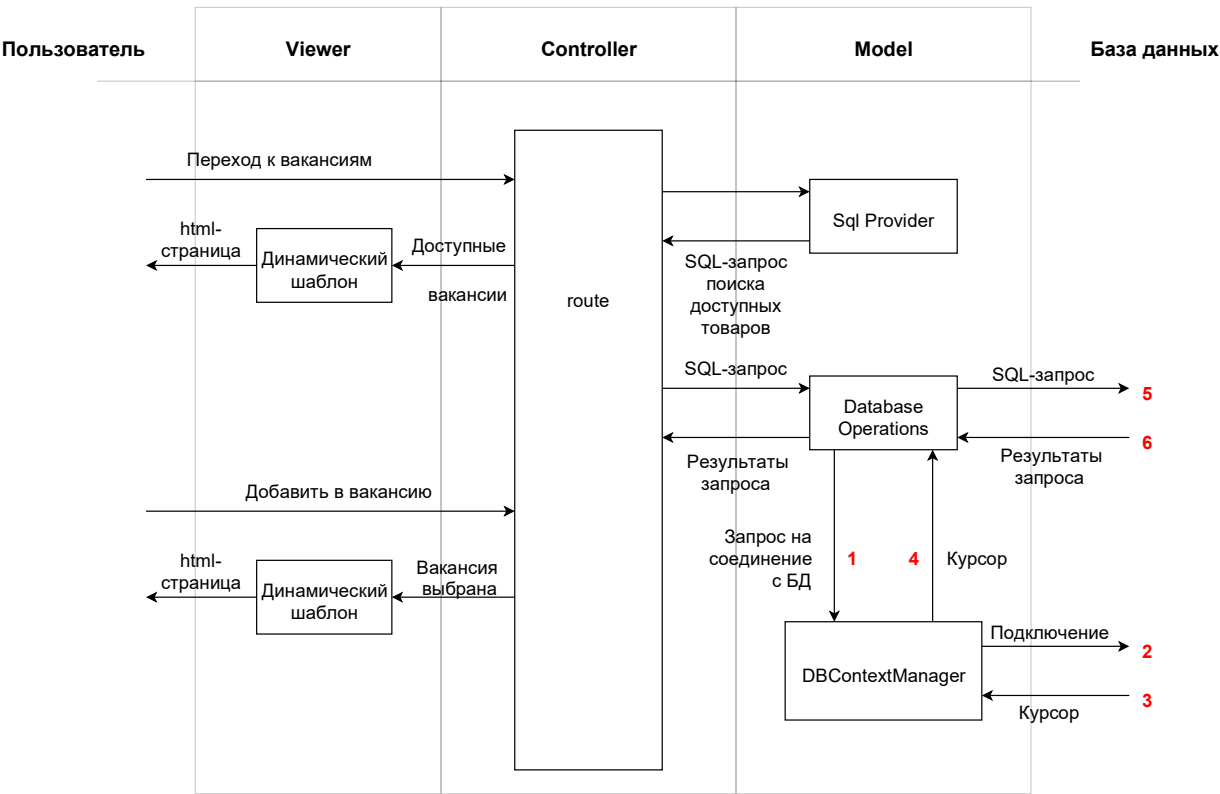 Пользователь
Viewer
Controller
Model
База данных
Переход к вакансиям
html-
страница
Динамический
шаблон
Доступные
вакансии
route
Sql Provider
SQL-запрос
поиска
доступных
товаров
SQL-запрос
Database
Operations
SQL-запрос
5
6
Результаты
запроса
Результаты
запроса
Добавить в вакансию
html-
страница
Динамический
шаблон
Вакансия
выбрана
Запрос на
соединение
с БД
1
4
Курсор
DBContextManager
Подключение
2
3
Курсор